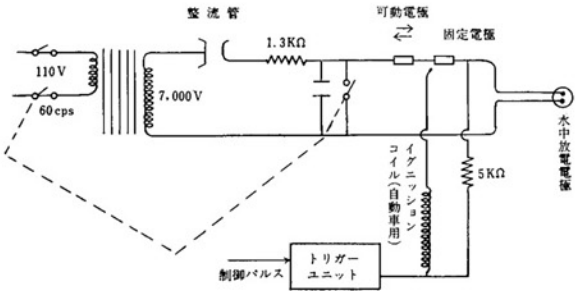 整流管
可動電極
固定電極
1.3KΩ
110V
7.000V
60cps
水中放電電極
イグニッション
コイル(自動車用)
5KΩ
制御パルス
トリガー
ユニット